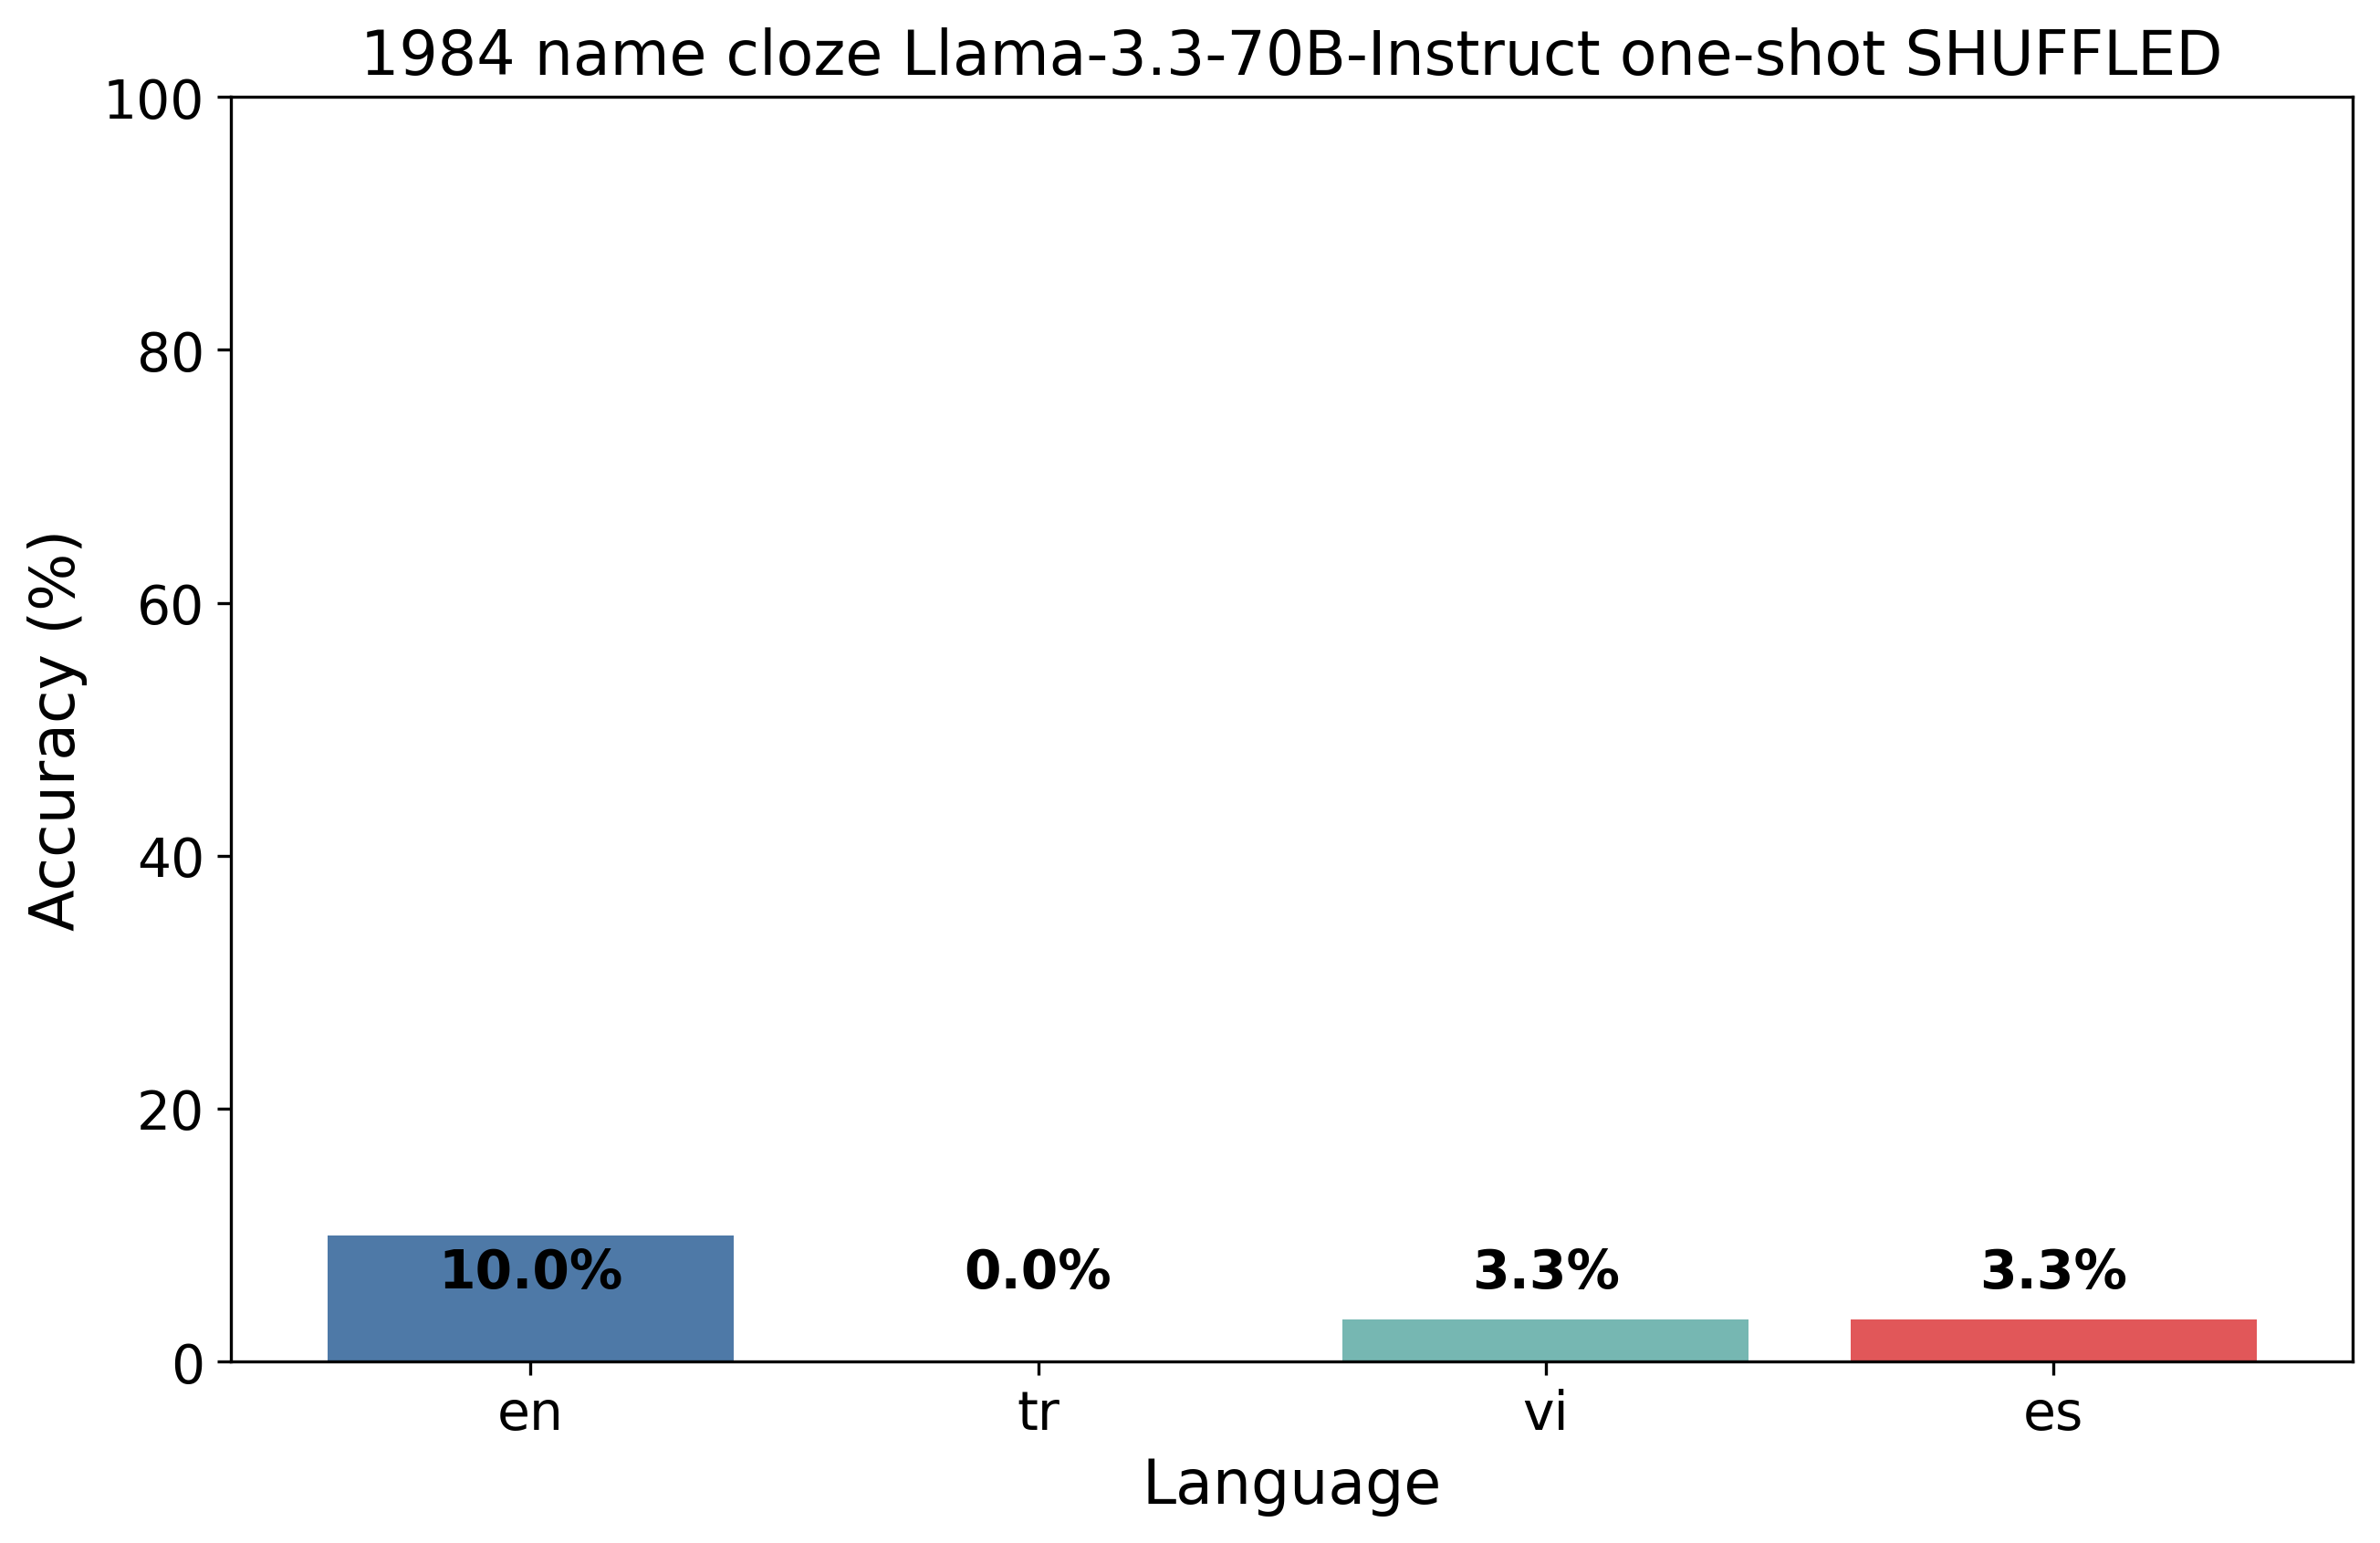 1984 name cloze Llama-3.3-70B-Instruct one-shot SHUFFLED
Accuracy (%)
100
80
60
40
20
0
10.0%
0.0%
3.3%
3.3%
en
tr
vi
es
Language